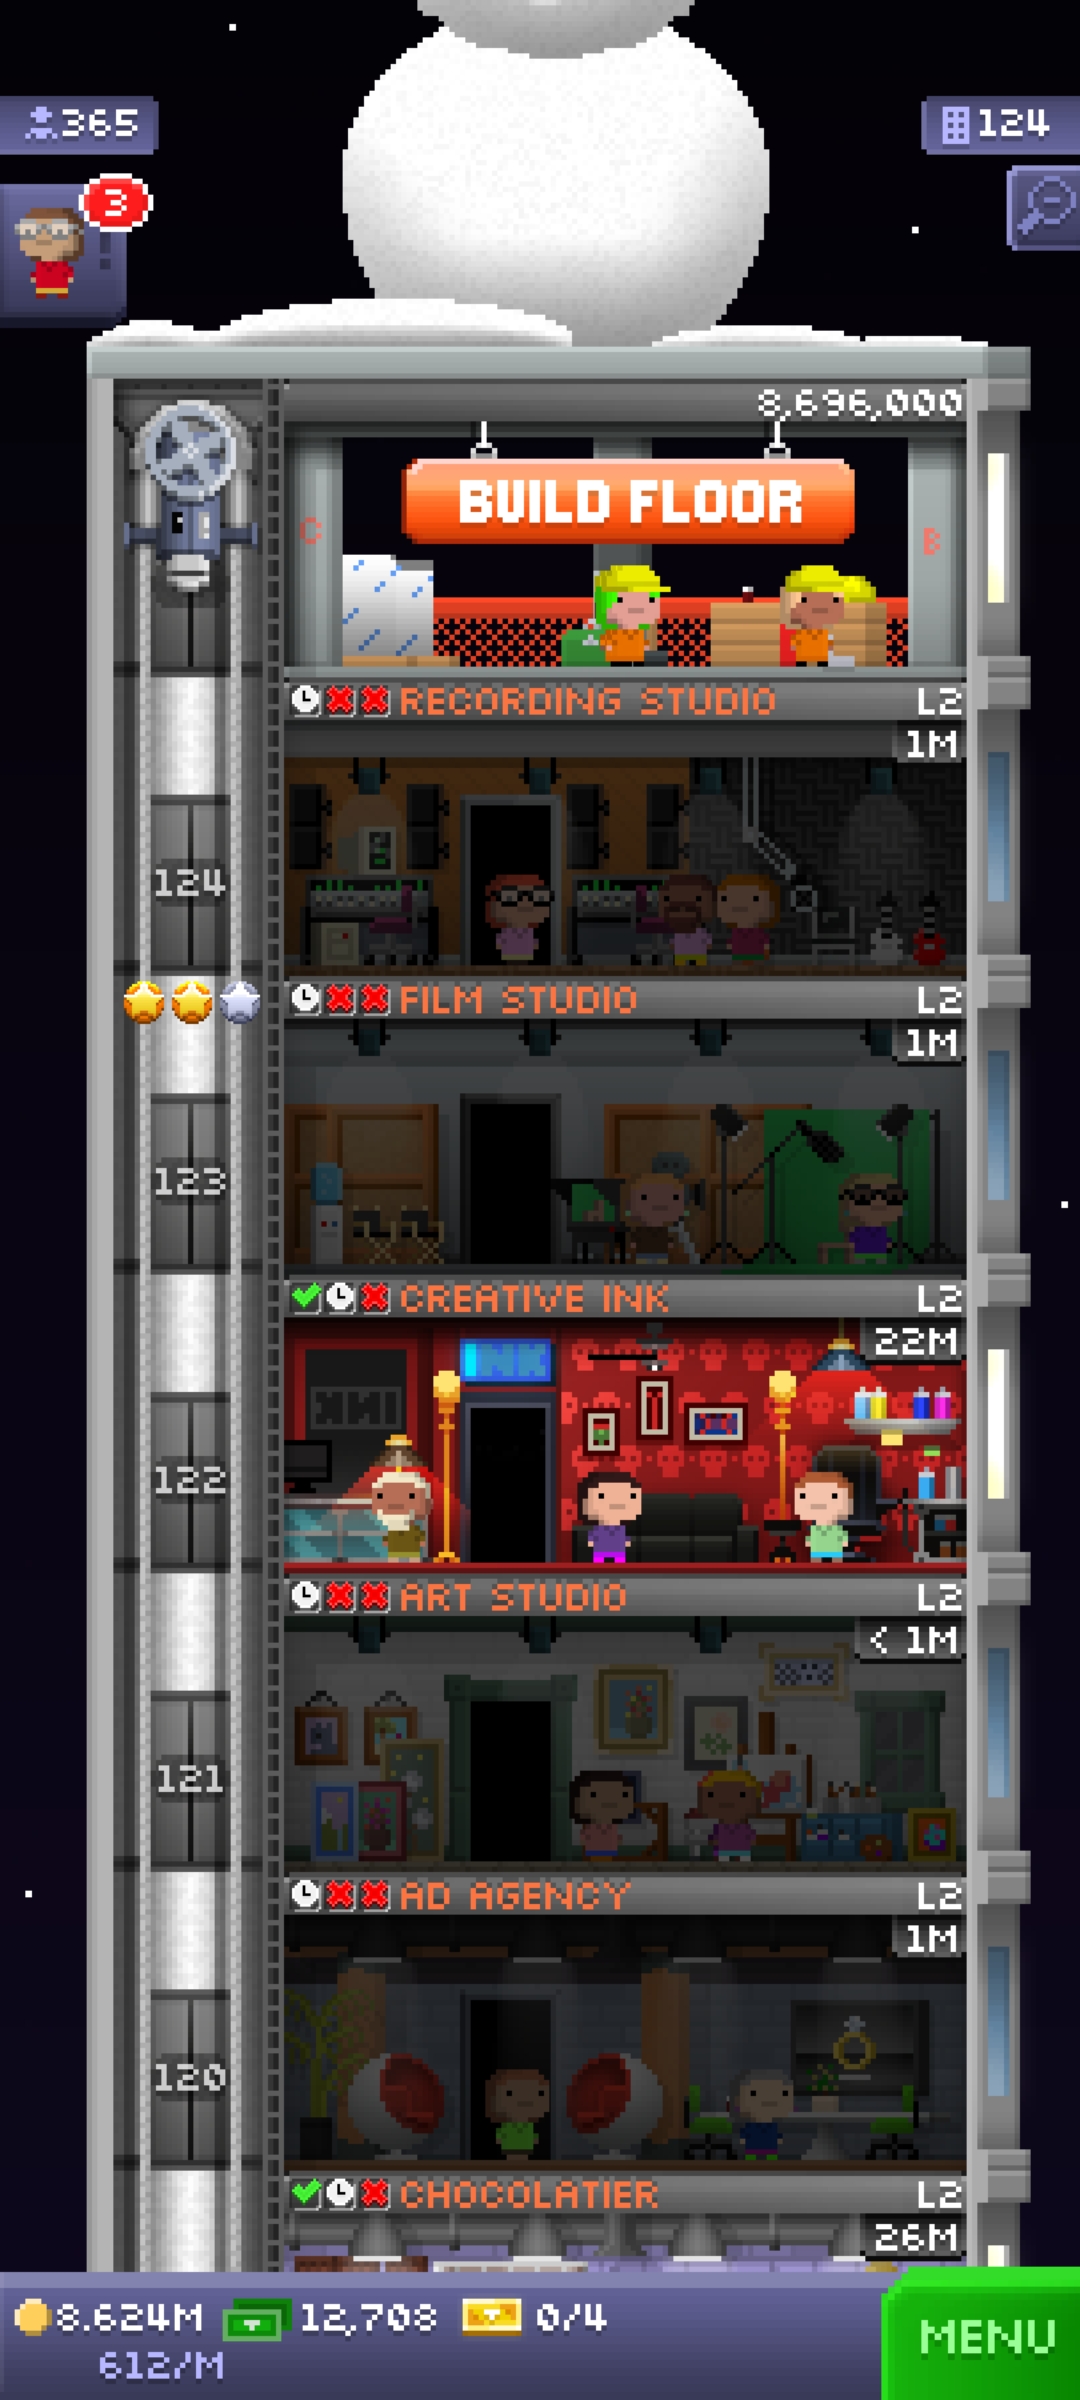 365
124
3
8,696,000
BUILD FLOOR
C
B
RECORDING STUDIO L2
1M
124
FILM STUDIO L2
1M
123
CREATIVE INK L2
22M
INK
122
ART STUDIO L2
< 1M
121
AD AGENCY L2
1M
120
CHOCOLATIER L2
26M
8.624M 12,708 0/4
612/M
MENU